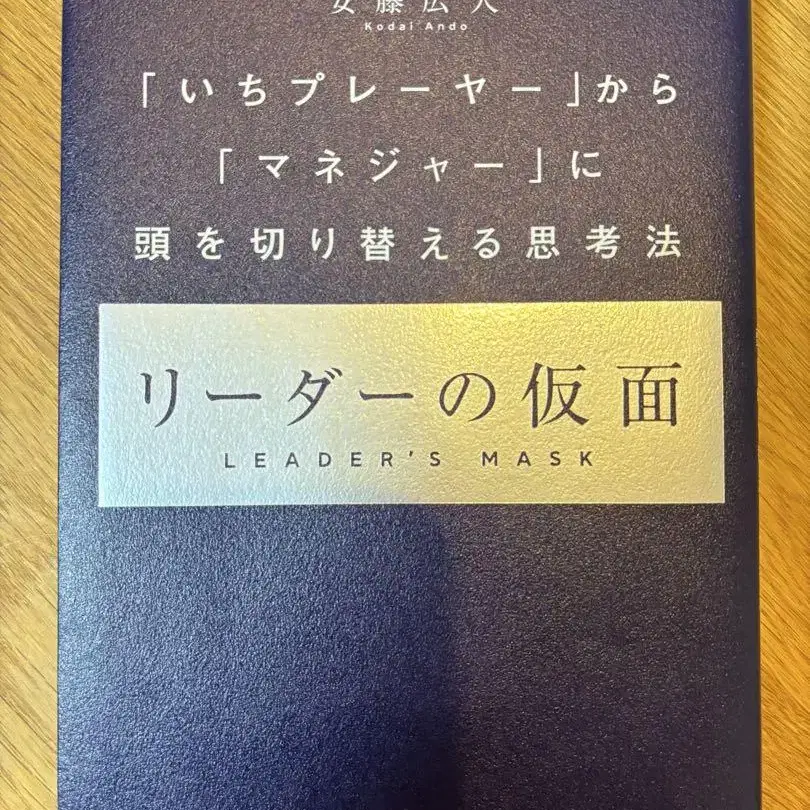 安藤広大
Kodai Ando
「いちプレーヤー」から
「マネジャー」に
頭を切り替える思考法
リーダーの仮面
LEADER'S MASK